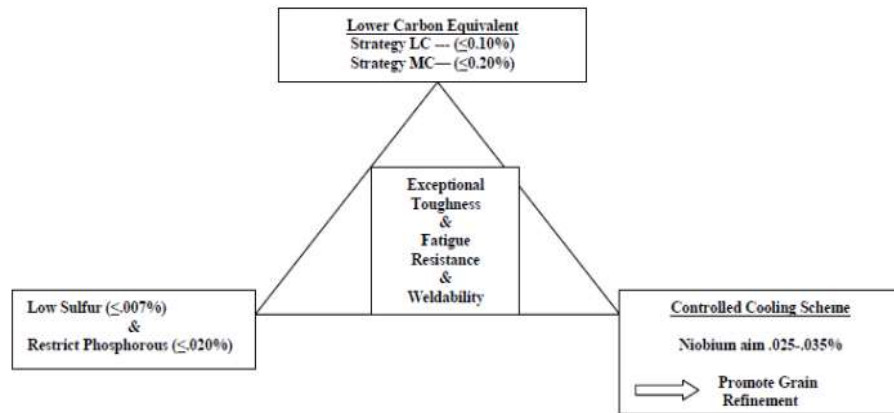 Lower Carbon Equivalent
Strategy LC --- (≤0.10%)
Strategy MC— (≤0.20%)
Exceptional
Toughness
&
Fatigue
Resistance
&
Weldability
Low Sulfur (≤.007%)
&
Restrict Phosphorous (≤.020%)
Controlled Cooling Scheme
Niobium aim .025-.035%
Promote Grain
Refinement